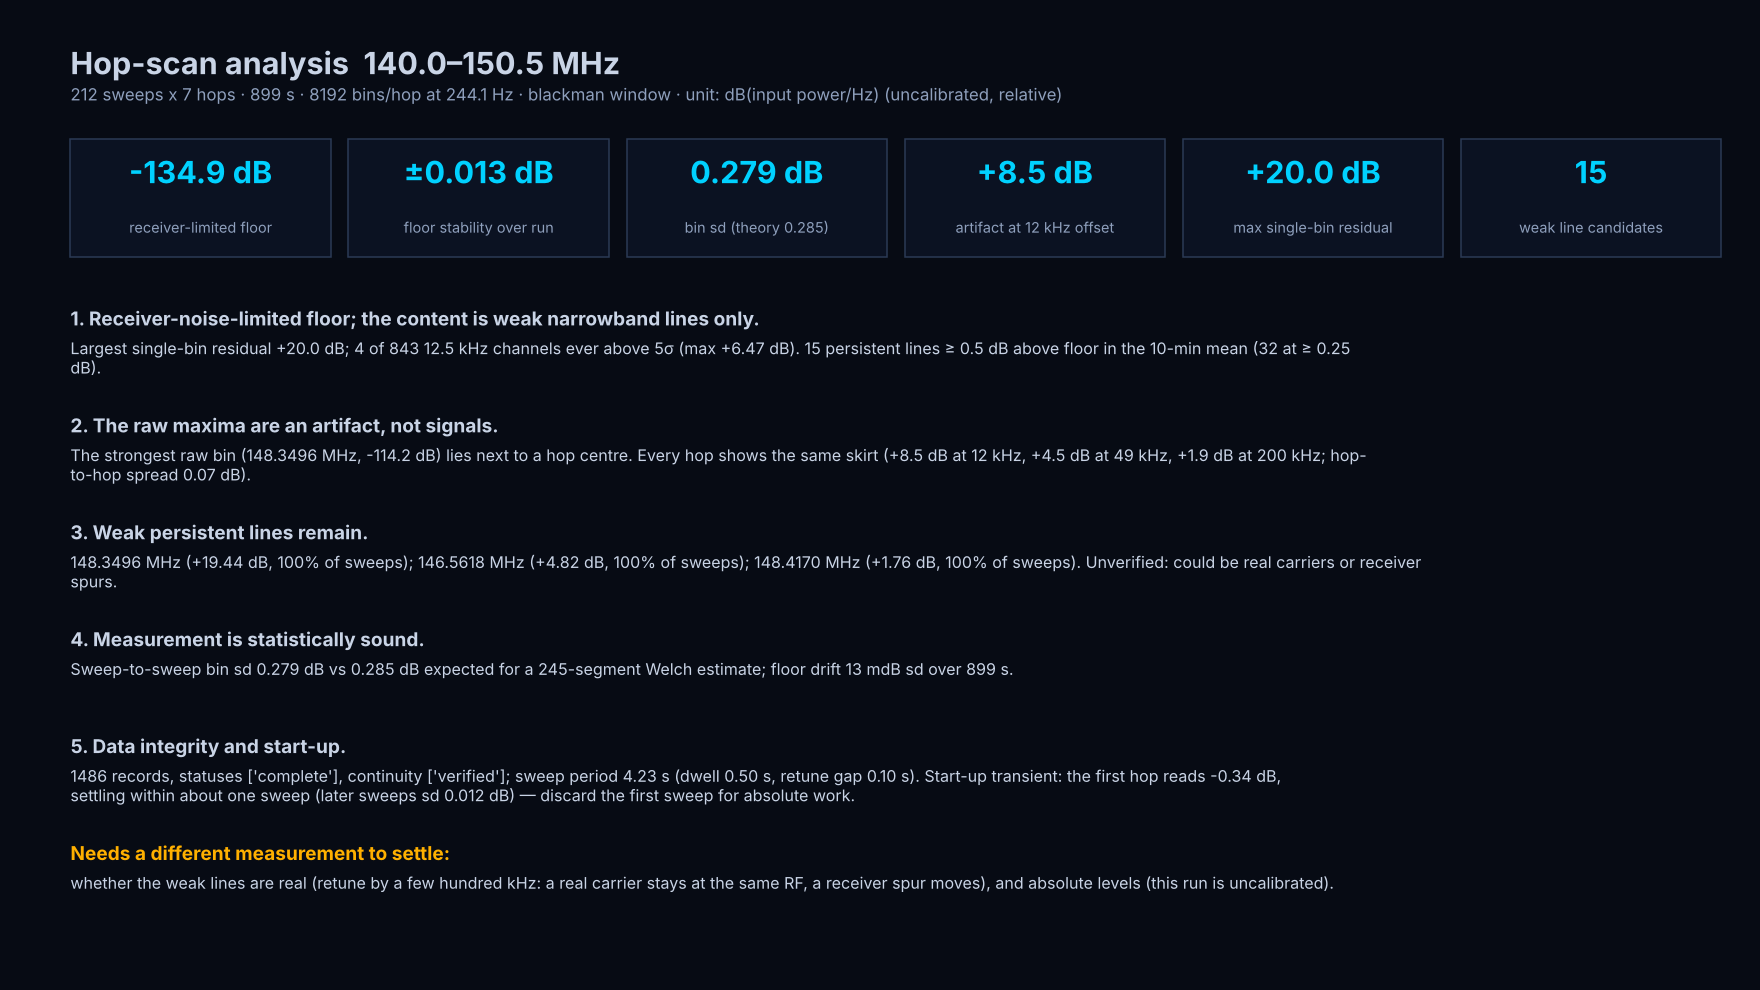 Hop-scan analysis 140.0–150.5 MHz
212 sweeps x 7 hops · 899 s · 8192 bins/hop at 244.1 Hz · blackman window · unit: dB(input power/Hz) (uncalibrated, relative)
-134.9 dB
receiver-limited floor
±0.013 dB
floor stability over run
0.279 dB
bin sd (theory 0.285)
+8.5 dB
artifact at 12 kHz offset
+20.0 dB
max single-bin residual
15
weak line candidates
1. Receiver-noise-limited floor; the content is weak narrowband lines only.
Largest single-bin residual +20.0 dB; 4 of 843 12.5 kHz channels ever above 5σ (max +6.47 dB). 15 persistent lines ≥ 0.5 dB above floor in the 10-min mean (32 at ≥ 0.25
dB).
2. The raw maxima are an artifact, not signals.
The strongest raw bin (148.3496 MHz, -114.2 dB) lies next to a hop centre. Every hop shows the same skirt (+8.5 dB at 12 kHz, +4.5 dB at 49 kHz, +1.9 dB at 200 kHz; hop-
to-hop spread 0.07 dB).
3. Weak persistent lines remain.
148.3496 MHz (+19.44 dB, 100% of sweeps); 146.5618 MHz (+4.82 dB, 100% of sweeps); 148.4170 MHz (+1.76 dB, 100% of sweeps). Unverified: could be real carriers or receiver
spurs.
4. Measurement is statistically sound.
Sweep-to-sweep bin sd 0.279 dB vs 0.285 dB expected for a 245-segment Welch estimate; floor drift 13 mdB sd over 899 s.
5. Data integrity and start-up.
1486 records, statuses ['complete'], continuity ['verified']; sweep period 4.23 s (dwell 0.50 s, retune gap 0.10 s). Start-up transient: the first hop reads -0.34 dB,
settling within about one sweep (later sweeps sd 0.012 dB) — discard the first sweep for absolute work.
Needs a different measurement to settle:
whether the weak lines are real (retune by a few hundred kHz: a real carrier stays at the same RF, a receiver spur moves), and absolute levels (this run is uncalibrated).